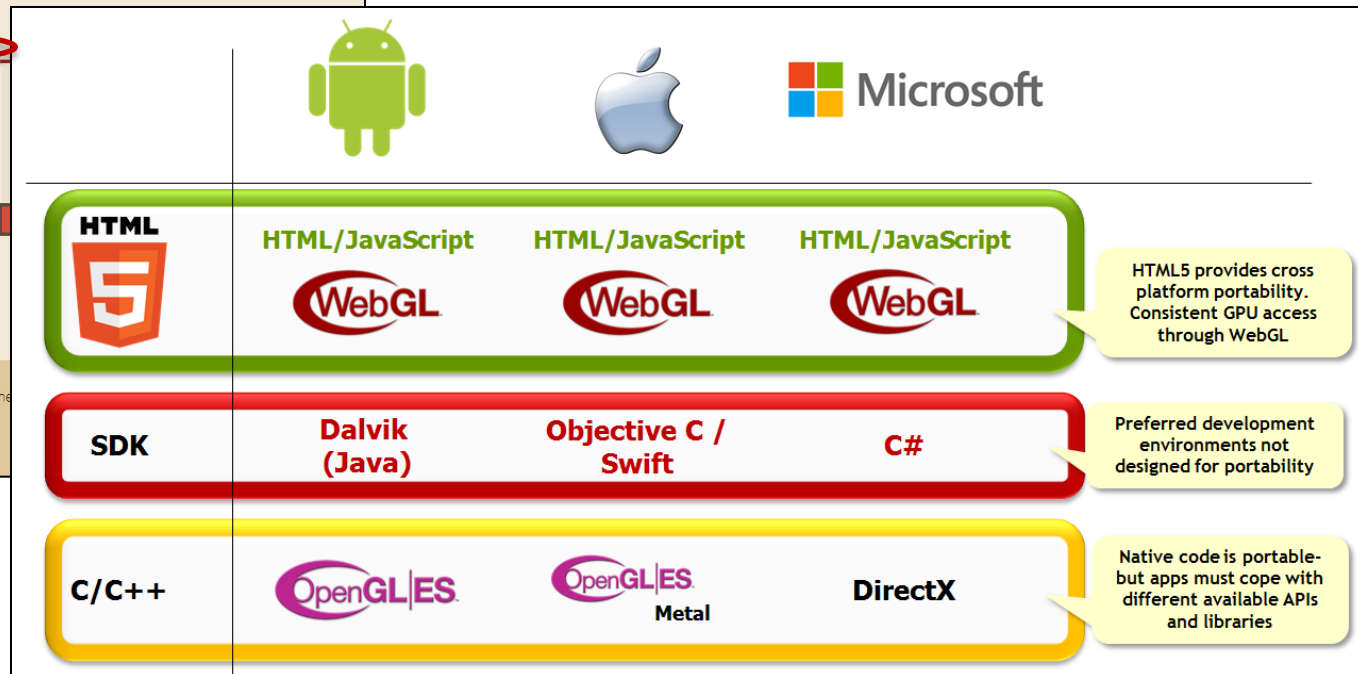 Microsoft
HTML
5
HTML/JavaScript HTML/JavaScript HTML/JavaScript
WebGL WebGL WebGL
HTML5 provides cross
platform portability.
Consistent GPU access
through WebGL
SDK
Dalvik
(Java)
Objective C /
Swift
C#
Preferred development
environments not
designed for portability
C/C++
OpenGL|ES
OpenGL|ES
Metal
DirectX
Native code is portable-
but apps must cope with
different available APIs
and libraries